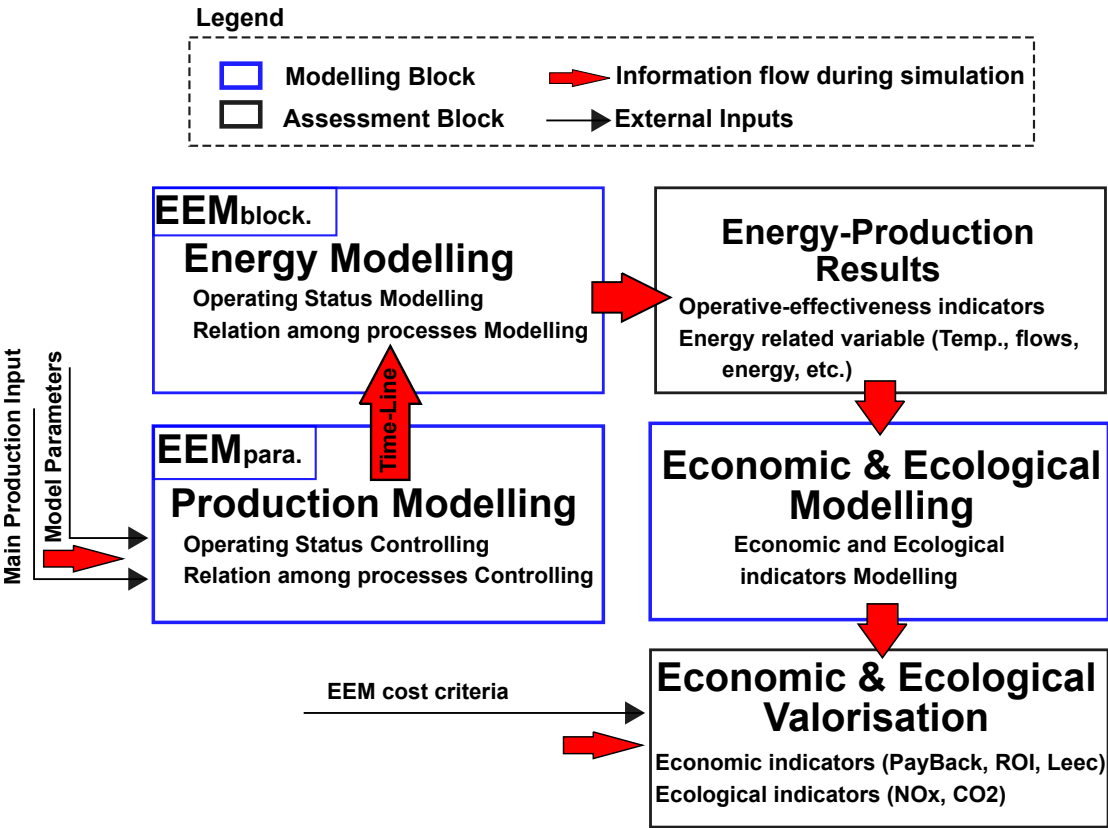 Legend
Modelling Block
Information flow during simulation
Assessment Block
External Inputs
EEMblock.
Energy Modelling
Operating Status Modelling
Relation among processes Modelling
Energy-Production
Results
Operative-effectiveness indicators
Energy related variable (Temp., flows,
energy, etc.)
Time-Line
Main Production Input
Model Parameters
EEMpara.
Production Modelling
Operating Status Controlling
Relation among processes Controlling
Economic & Ecological
Modelling
Economic and Ecological
indicators Modelling
EEM cost criteria
Economic & Ecological
Valorisation
Economic indicators (PayBack, ROI, Leec)
Ecological indicators (NOx, CO2)